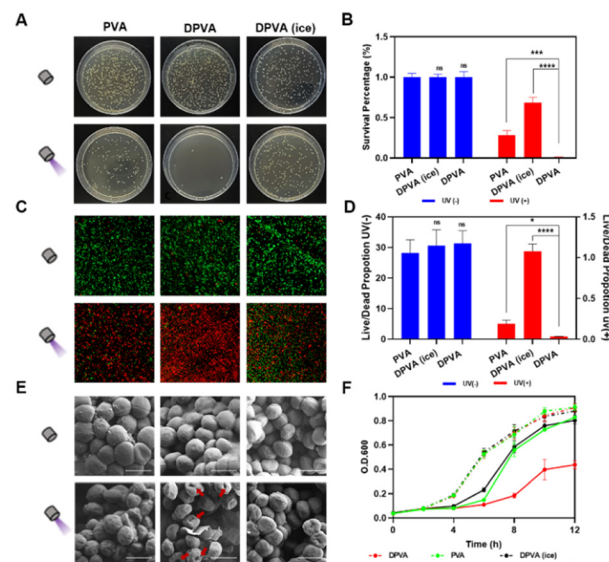 A
PVA
DPVA
DPVA (ice)
B
Survival Percentage (%)
1.5
1.0
0.5
0.0
ns
ns
***
****
PVA
DPVA (ice)
DPVA
PVA
DPVA (ice)
DPVA
UV (-)
UV (+)
C
D
Live/Dead Propotion UV(-)
40
30
20
10
0
ns
ns
*
****
1.5
1.0
0.5
0.0
Live/Dead Propotion UV(+)
PVA
DPVA (ice)
DPVA
PVA
DPVA (ice)
DPVA
UV(-)
UV(+)
E
F
O.D.600
1.0
0.8
0.6
0.4
0.2
0.0
0
4
8
12
Time (h)
DPVA
PVA
DPVA (ice)